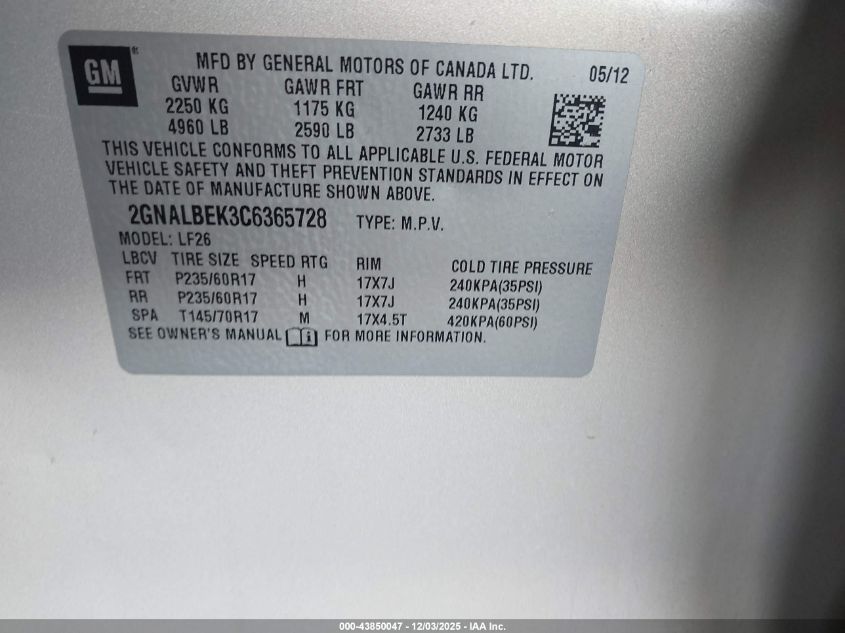 GM®
MFD BY GENERAL MOTORS OF CANADA LTD. 05/12
GVWR GAWR FRT GAWR RR
2250 KG 1175 KG 1240 KG
4960 LB 2590 LB 2733 LB
THIS VEHICLE CONFORMS TO ALL APPLICABLE U.S. FEDERAL MOTOR
VEHICLE SAFETY AND THEFT PREVENTION STANDARDS IN EFFECT ON
THE DATE OF MANUFACTURE SHOWN ABOVE.
2GNALBEK3C6365728 TYPE: M.P.V.
MODEL: LF26
LBCV TIRE SIZE SPEED RTG RIM COLD TIRE PRESSURE
FRT P235/60R17 H 17X7J 240KPA(35PSI)
RR P235/60R17 H 17X7J 240KPA(35PSI)
SPA T145/70R17 M 17X4.5T 420KPA(60PSI)
SEE OWNER'S MANUAL i FOR MORE INFORMATION.
000-43850047 - 12/03/2025 - IAA Inc.